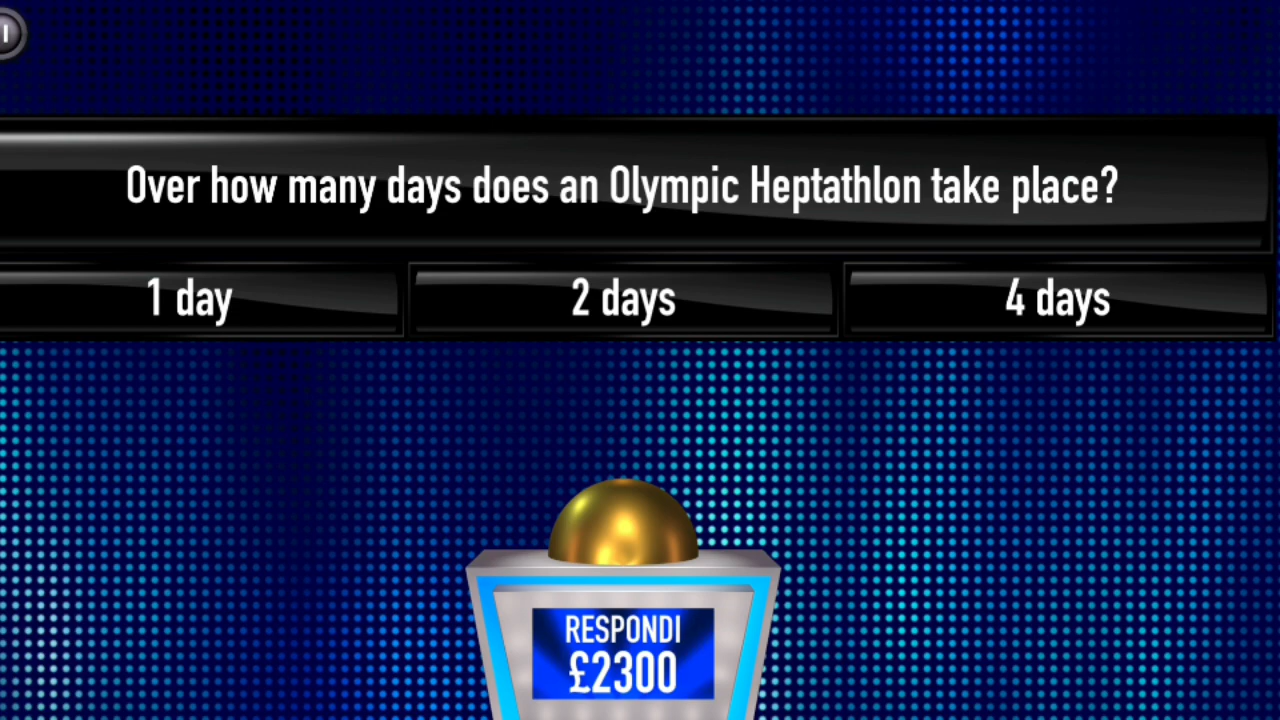 Over how many days does an Olympic Heptathlon take place?
1 day
2 days
4 days
RESPONDI
£2300